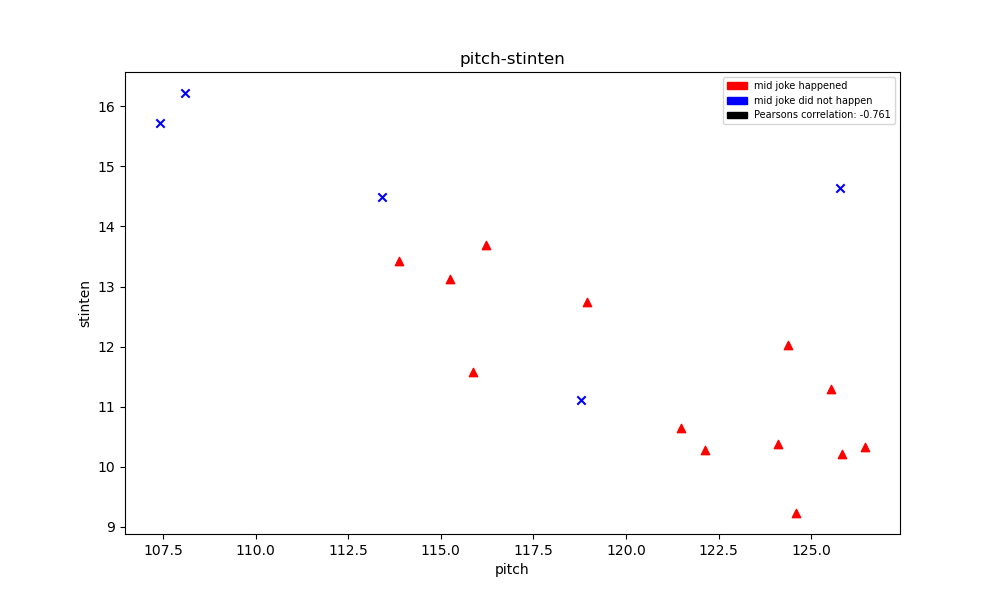 pitch-stinten
mid joke happened
mid joke did not happen
Pearsons correlation: -0.761
16
15
14
13
12
11
10
9
stinten
107.5 110.0 112.5 115.0 117.5 120.0 122.5 125.0
pitch